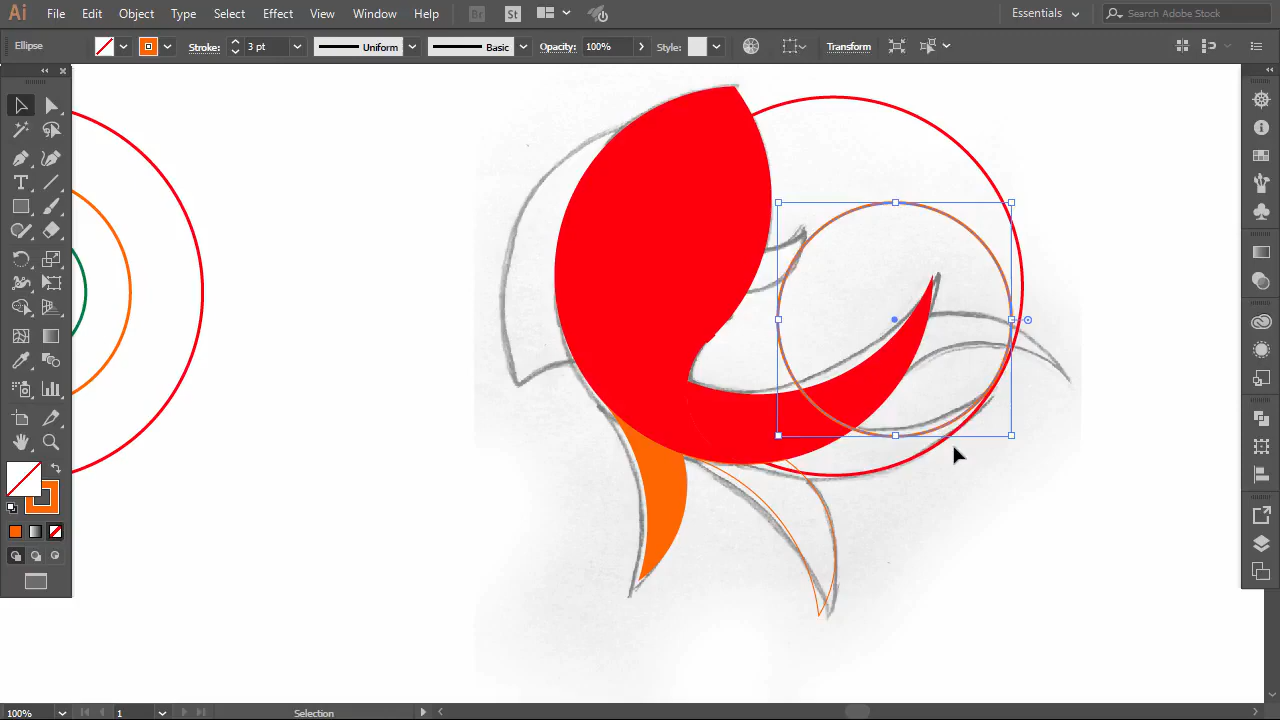 Ai File Edit Object Type Select Effect View Window Help Br St Essentials Search Adobe Stock
Ellipse Stroke: 3 pt Uniform Basic Opacity: 100% Style: Transform
T
100% 1 Selection